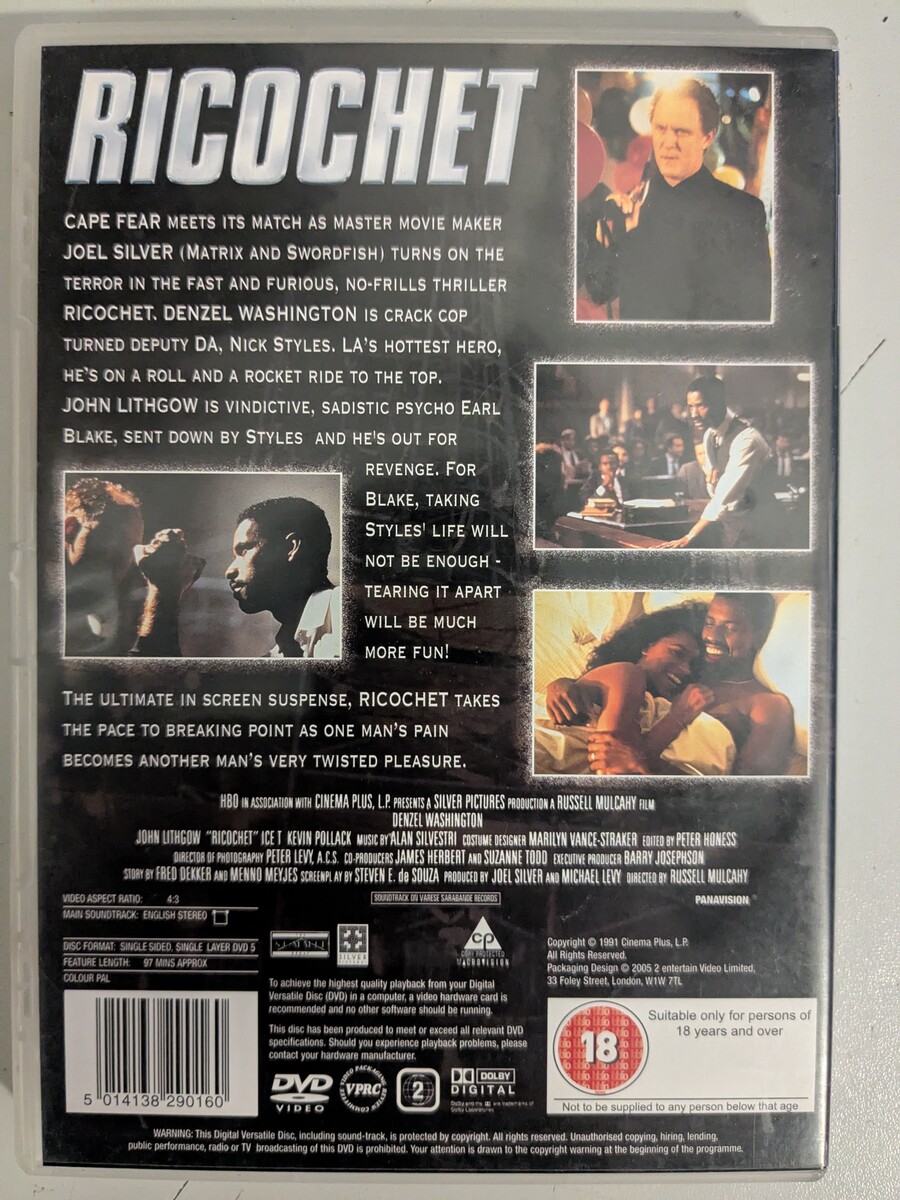 RICOCHET
CAPE FEAR MEETS ITS MATCH AS MASTER MOVIE MAKER
JOEL SILVER (MATRIX AND SWORDFISH) TURNS ON THE
TERROR IN THE FAST AND FURIOUS, NO-FRILLS THRILLER
RICOCHET. DENZEL WASHINGTON IS CRACK COP
TURNED DEPUTY DA, NICK STYLES. LA'S HOTTEST HERO,
HE'S ON A ROLL AND A ROCKET RIDE TO THE TOP.
JOHN LITHGOW IS VINDICTIVE, SADISTIC PSYCHO EARL
BLAKE, SENT DOWN BY STYLES AND HE'S OUT FOR
REVENGE. FOR
BLAKE, TAKING
STYLES' LIFE WILL
NOT BE ENOUGH -
TEARING IT APART
WILL BE MUCH
MORE FUN!
THE ULTIMATE IN SCREEN SUSPENSE, RICOCHET TAKES
THE PACE TO BREAKING POINT AS ONE MAN'S PAIN
BECOMES ANOTHER MAN'S VERY TWISTED PLEASURE.
HBO IN ASSOCIATION WITH CINEMA PLUS, L.P. PRESENTS A SILVER PICTURES PRODUCTION A RUSSELL MULCAHY FILM
DENZEL WASHINGTON
JOHN LITHGOW "RICOCHET" ICE T KEVIN POLLACK MUSIC BY ALAN SILVESTRI COSTUME DESIGNER MARILYN VANCE-STRAKER EDITED BY PETER HONESS
DIRECTOR OF PHOTOGRAPHY PETER LEVY, A.C.S. CO-PRODUCERS JAMES HERBERT AND SUZANNE TODD EXECUTIVE PRODUCER BARRY JOSEPHSON
STORY BY FRED DEKKER AND MENNO MEYJES SCREENPLAY BY STEVEN E. de SOUZA PRODUCED BY JOEL SILVER AND MICHAEL LEVY DIRECTED BY RUSSELL MULCAHY
VIDEO ASPECT RATIO: 4:3
MAIN SOUNDTRACK: ENGLISH STEREO
SOUNDTRACK ON VARESE SARABANDE RECORDS
PANAVISION®
DISC FORMAT: SINGLE SIDED, SINGLE LAYER DVD 5
FEATURE LENGTH: 97 MINS APPROX
COLOUR PAL
SUMMIT
SILVER
CP
COPY PROTECTED
MACROVISION
Copyright © 1991 Cinema Plus, L.P.
All Rights Reserved.
Packaging Design © 2005 2 entertain Video Limited,
33 Foley Street, London, W1W 7TL
To achieve the highest quality playback from your Digital
Versatile Disc (DVD) in a computer, a video hardware card is
recommended and no other software should be running.
This disc has been produced to meet or exceed all relevant DVD
specifications. Should you experience playback problems, please
contact your hardware manufacturer.
5 014138 290160
DVD
VIDEO
VIDEO PACKAGING REVIEW COMMITTEE
VPRC
2
DOLBY
DIGITAL
Dolby and the are trademarks of
Dolby Laboratories
18
Suitable only for persons of
18 years and over
Not to be supplied to any person below that age
WARNING: This Digital Versatile Disc, including sound-track, is protected by copyright. All rights reserved. Unauthorised copying, hiring, lending,
public performance, radio or TV broadcasting of this DVD is prohibited. Your attention is drawn to the copyright warning at the beginning of the programme.